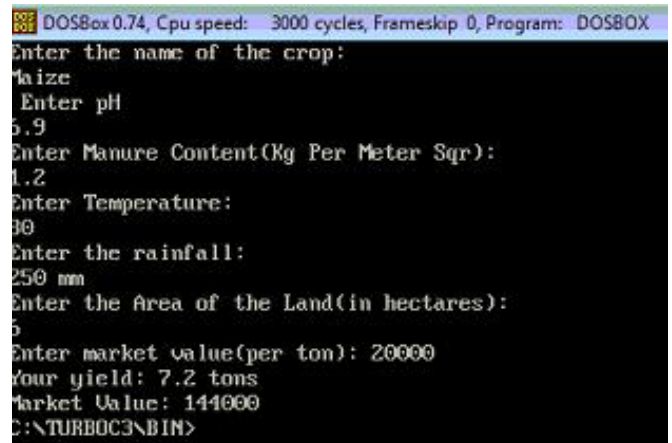 DOSBox 0.74, Cpu speed: 3000 cycles, Frameskip 0, Program: DOSBOX
Enter the name of the crop:
Maize
Enter pH
6.9
Enter Manure Content(Kg Per Meter Sqr):
1.2
Enter Temperature:
30
Enter the rainfall:
250 mm
Enter the Area of the Land(in hectares):
6
Enter market value(per ton): 20000
Your yield: 7.2 tons
Market Value: 144000
C:\TURBOC3\BIN>